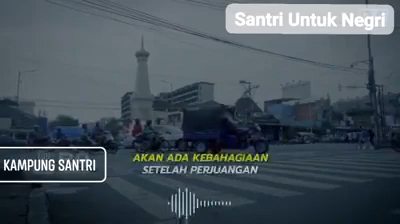 Santri Untuk Negri
KAMPUNG SANTRI
AKAN ADA KEBAHAGIAAN
SETELAH PERJUANGAN